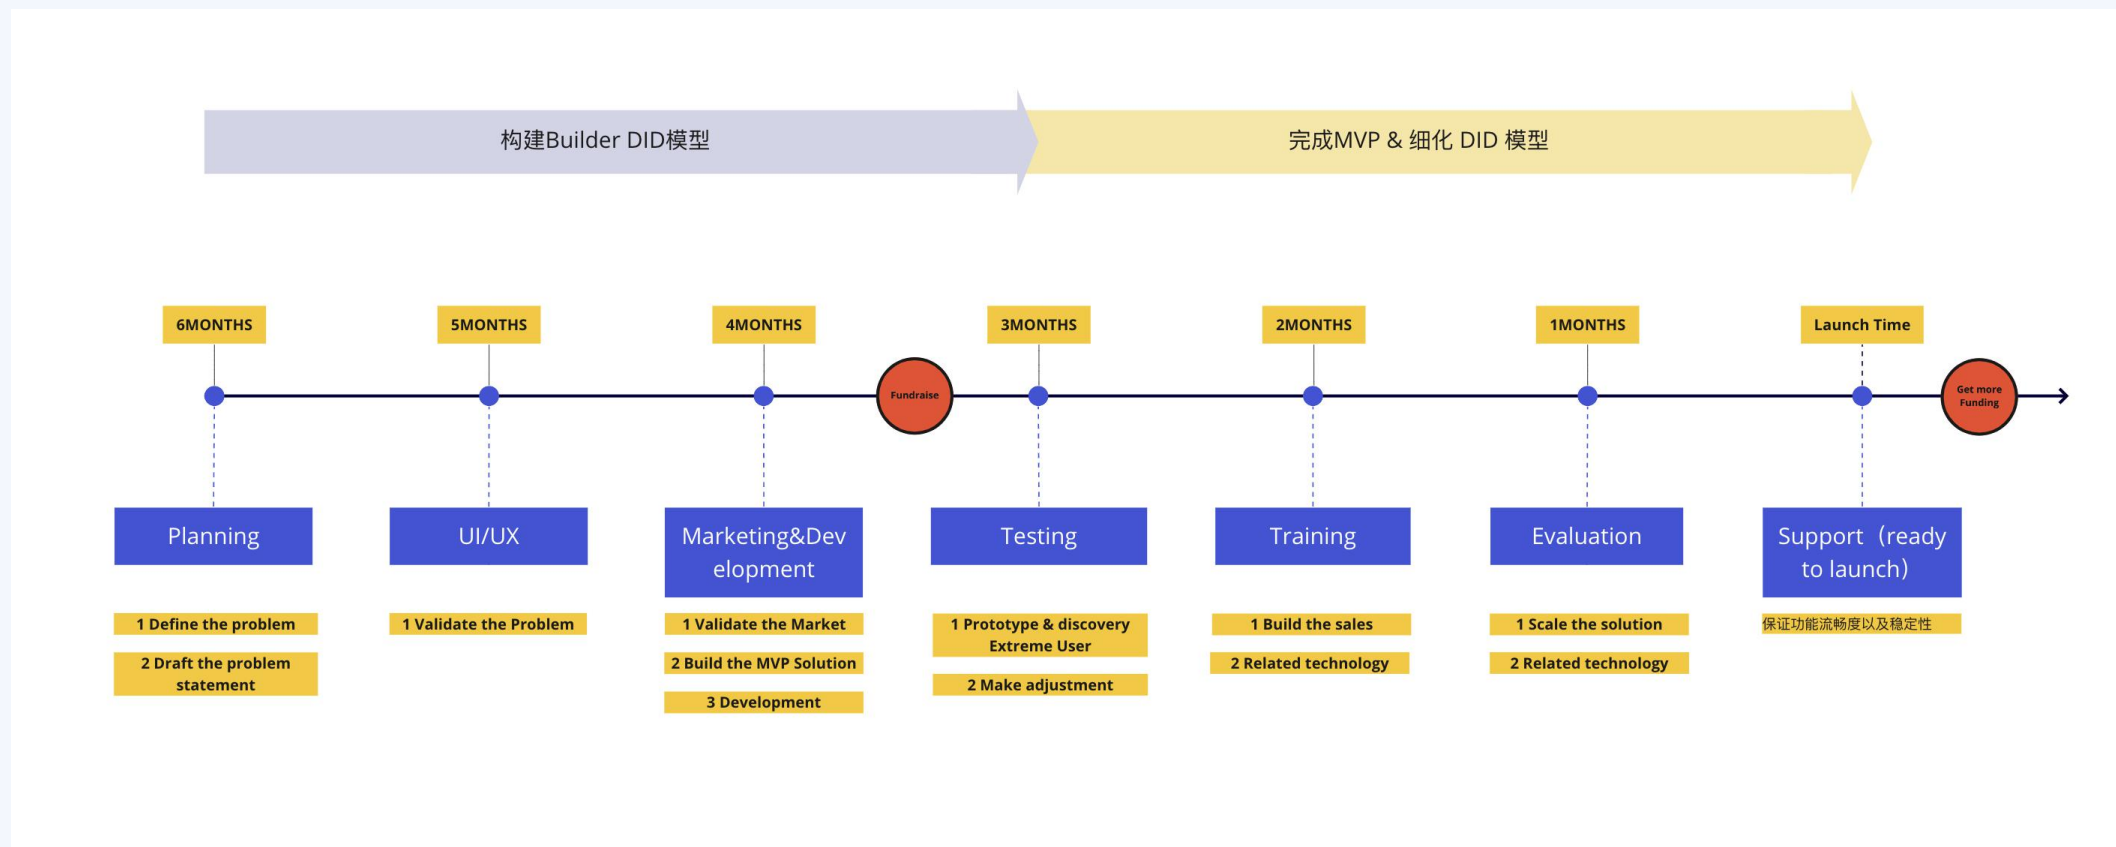 构建Builder DID模型
完成MVP & 细化 DID 模型
6MONTHS
5MONTHS
4MONTHS
3MONTHS
2MONTHS
1MONTHS
Launch Time
Fundraise
Get more
Funding
Planning
UI/UX
Marketing&Dev
elopment
Testing
Training
Evaluation
Support（ready
to launch）
1 Define the problem
2 Draft the problem
statement
1 Validate the Problem
1 Validate the Market
2 Build the MVP Solution
3 Development
1 Prototype & discovery
Extreme User
2 Make adjustment
1 Build the sales
2 Related technology
1 Scale the solution
2 Related technology
保证功能流畅度以及稳定性